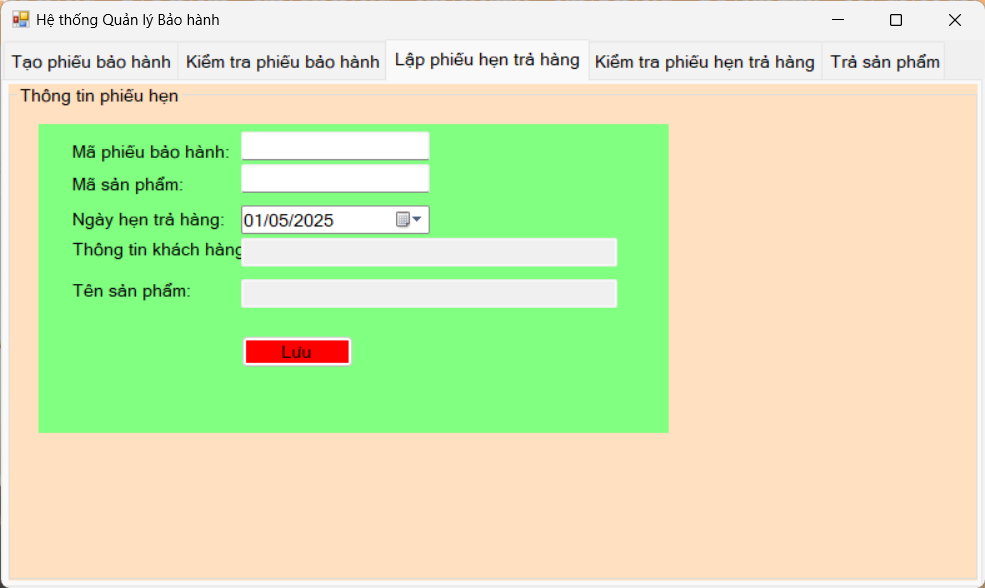 Hệ thống Quản lý Bảo hành
Tạo phiếu bảo hành Kiểm tra phiếu bảo hành Lập phiếu hẹn trả hàng Kiểm tra phiếu hẹn trả hàng Trả sản phẩm
Thông tin phiếu hẹn
Mã phiếu bảo hành:
Mã sản phẩm:
Ngày hẹn trả hàng: 01/05/2025
Thông tin khách hàng
Tên sản phẩm:
Lưu